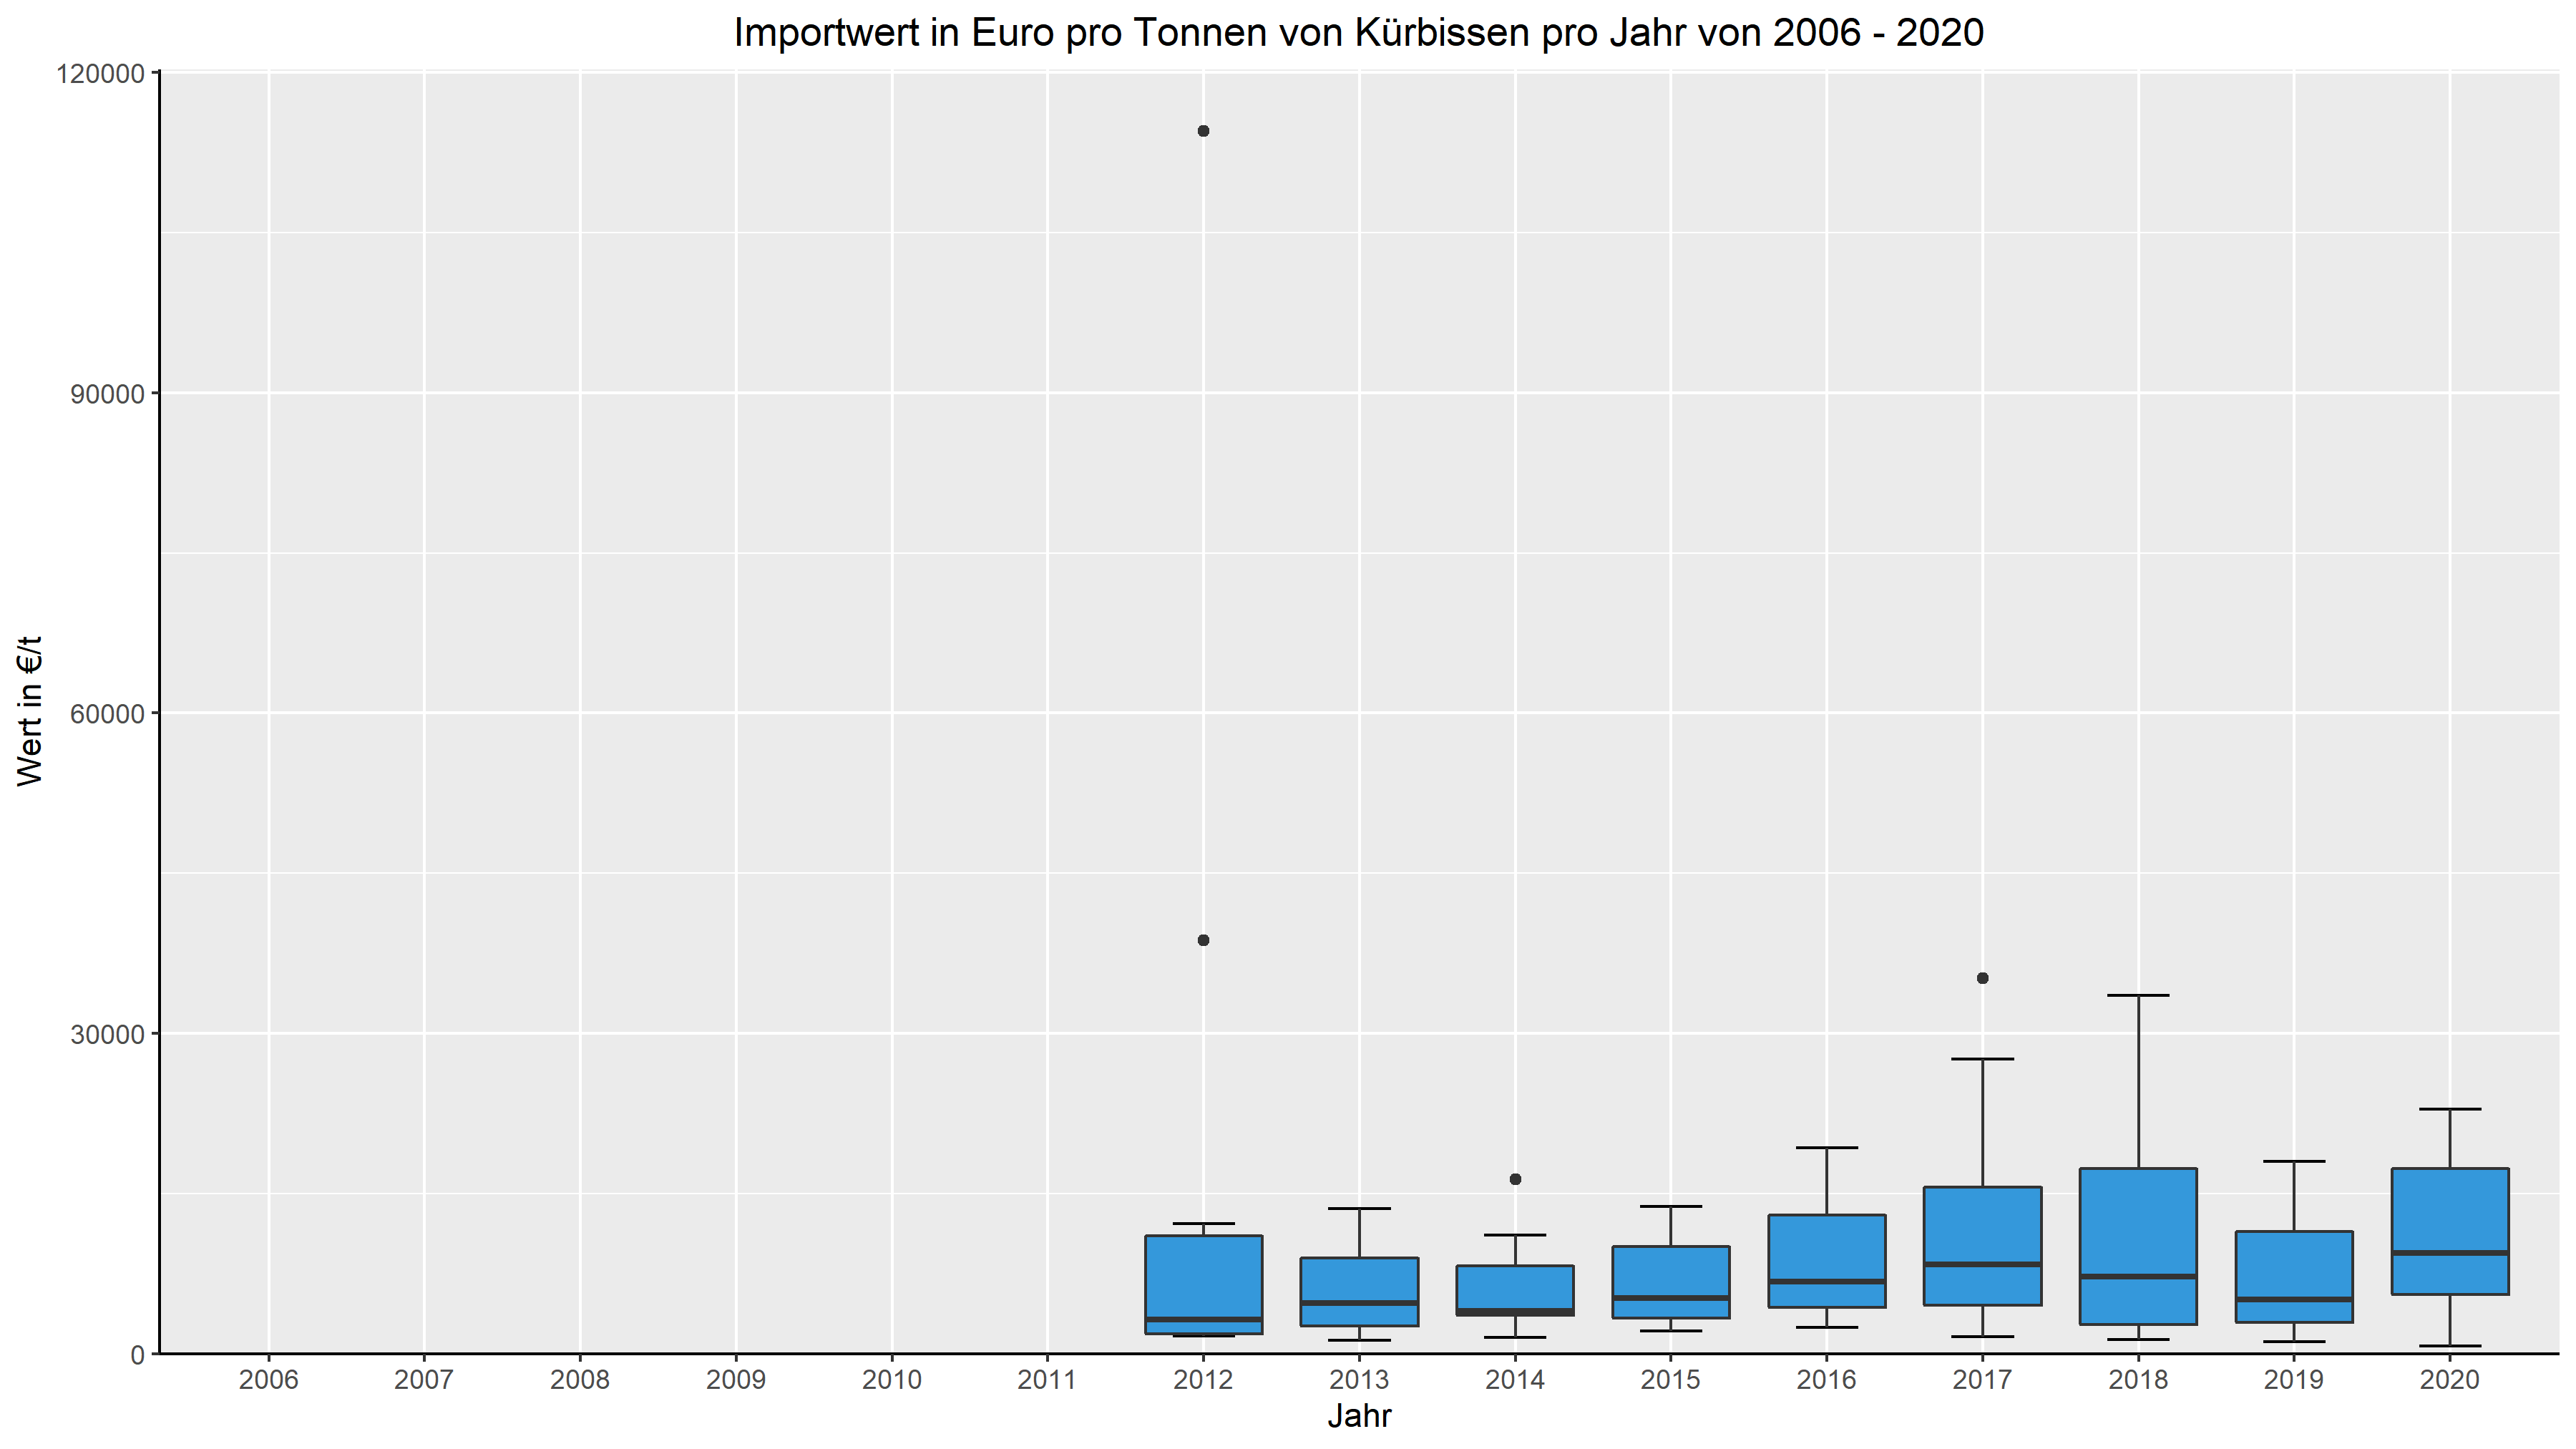 Importwert in Euro pro Tonnen von Kürbissen pro Jahr von 2006 - 2020
120000
90000
60000
30000
0
Wert in €/t
2006 2007 2008 2009 2010 2011 2012 2013 2014 2015 2016 2017 2018 2019 2020
Jahr